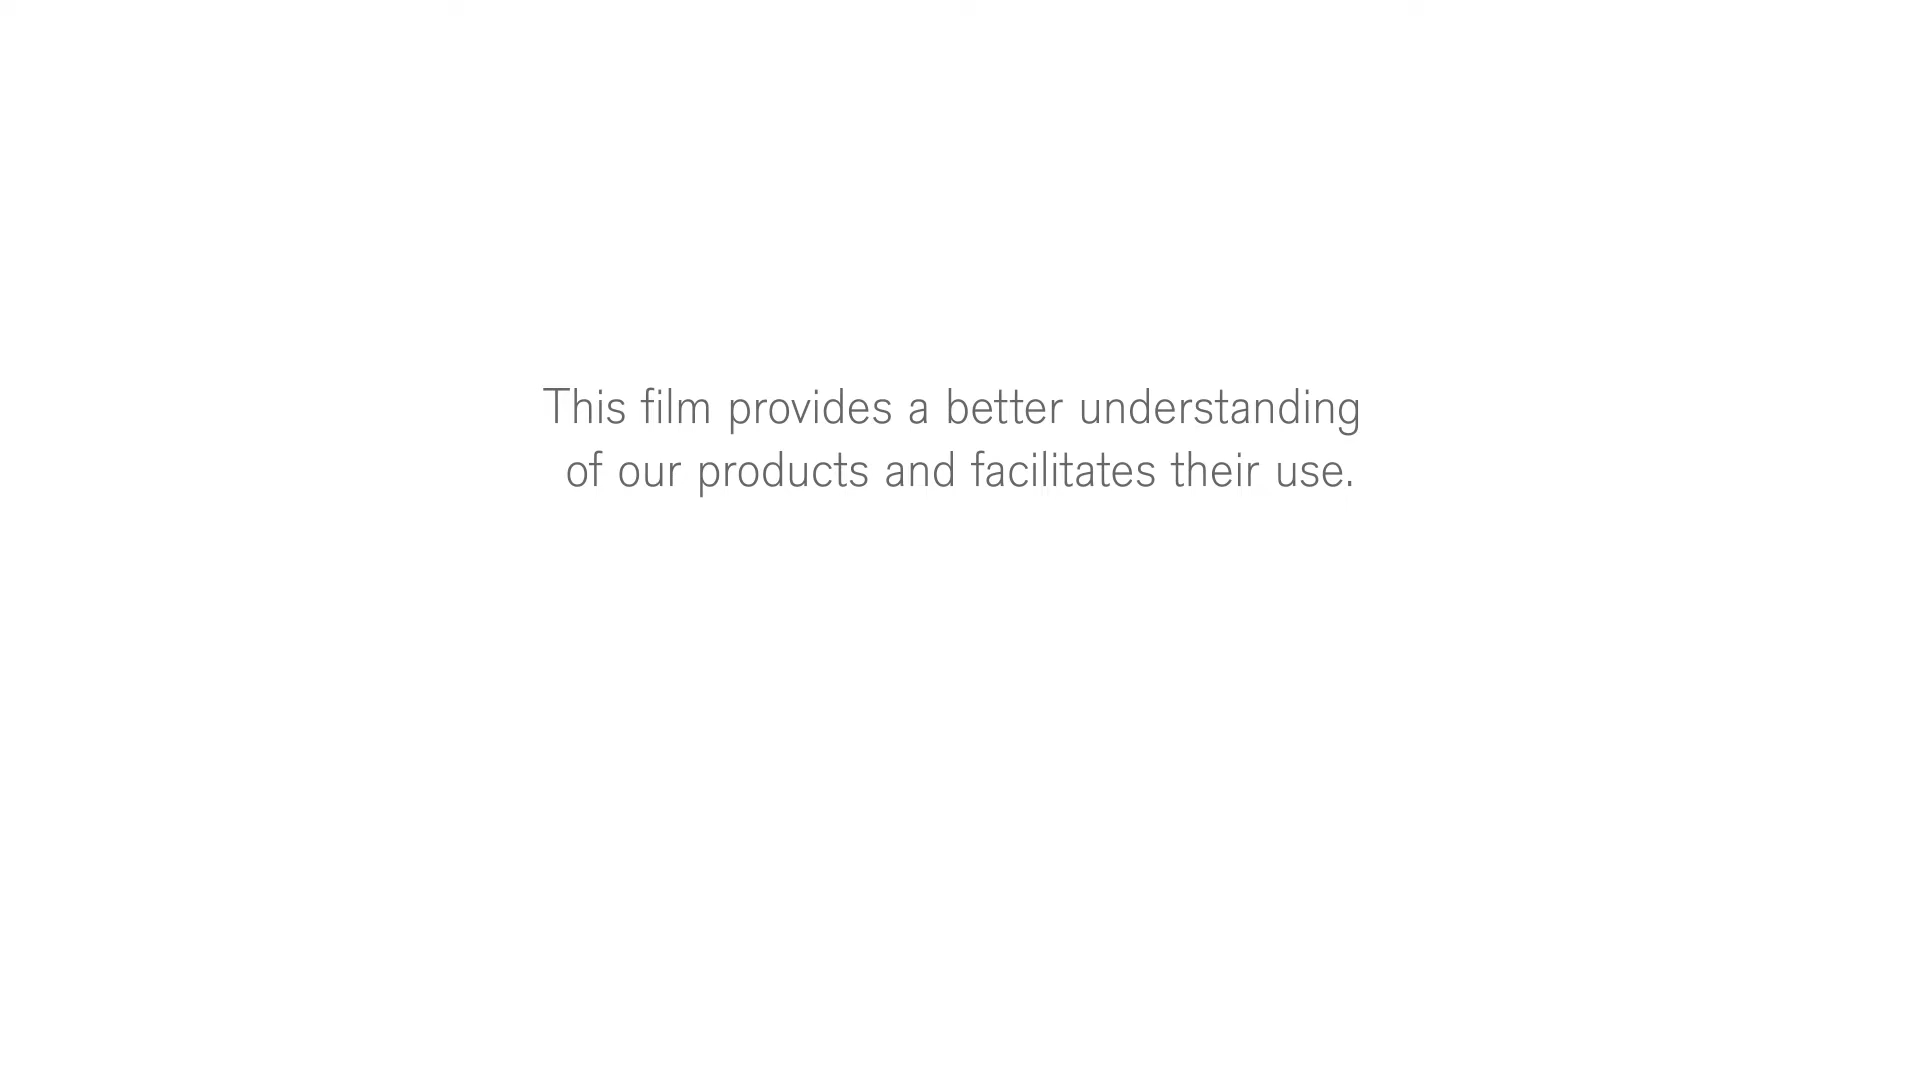 This film provides a better understanding
of our products and facilitates their use.